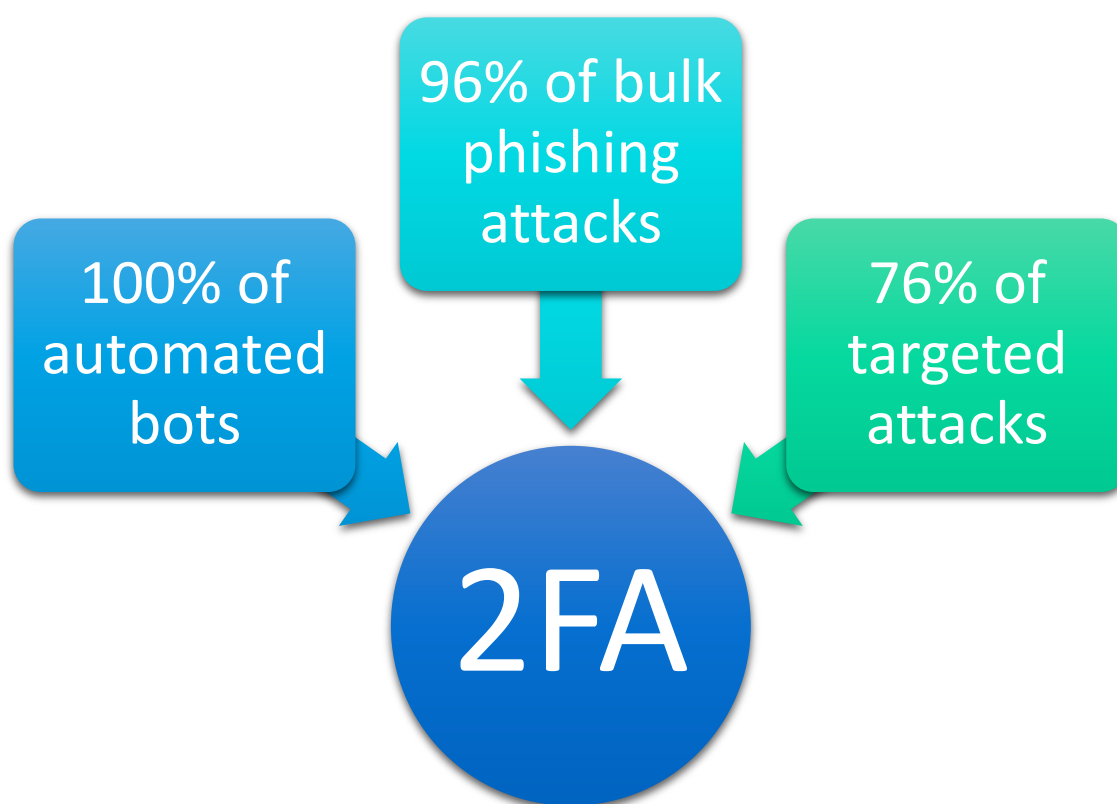 96% of bulk
phishing
attacks
100% of
automated
bots
76% of
targeted
attacks
2FA